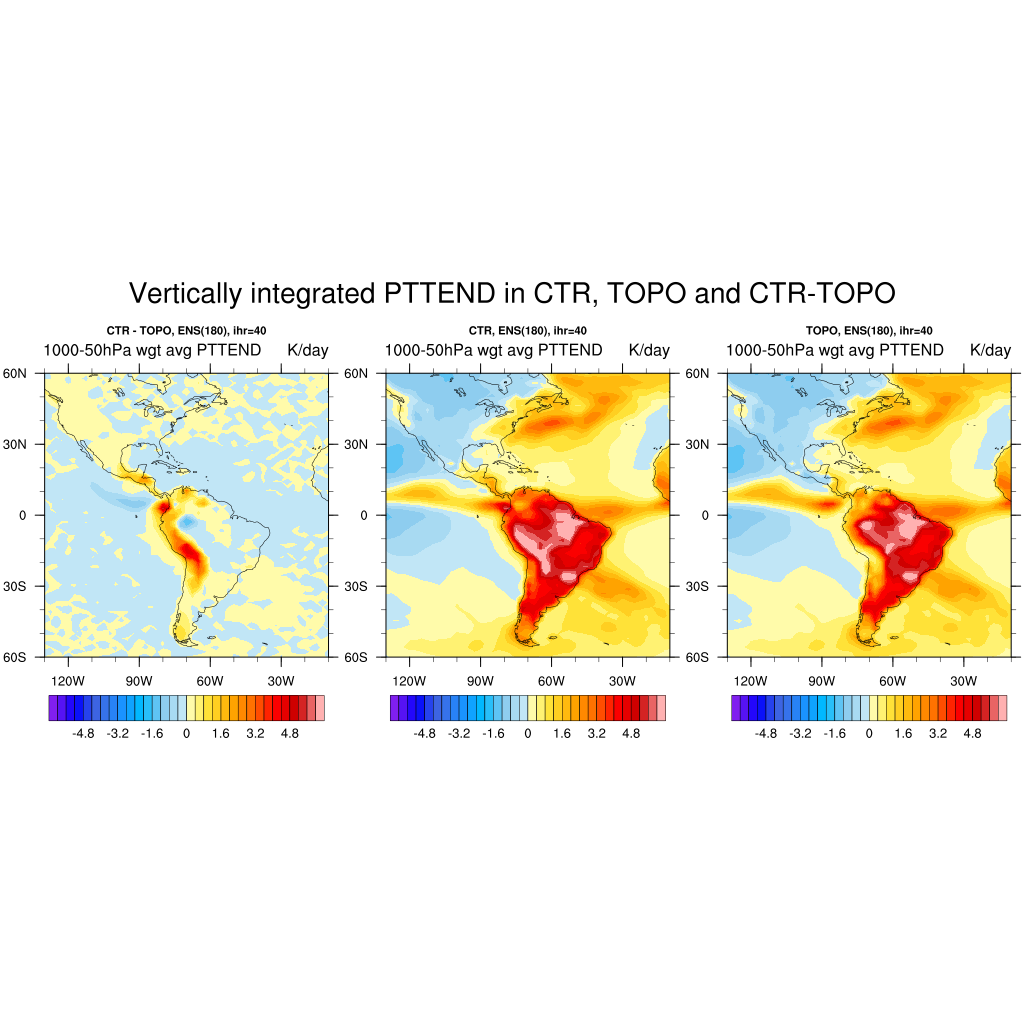 Vertically integrated PTTEND in CTR, TOPO and CTR-TOPO
CTR - TOPO, ENS(180), ihr=40
1000-50hPa wgt avg PTTEND K/day
60N
30N
0
30S
60S
120W 90W 60W 30W
-4.8 -3.2 -1.6 0 1.6 3.2 4.8
CTR, ENS(180), ihr=40
1000-50hPa wgt avg PTTEND K/day
60N
30N
0
30S
60S
120W 90W 60W 30W
-4.8 -3.2 -1.6 0 1.6 3.2 4.8
TOPO, ENS(180), ihr=40
1000-50hPa wgt avg PTTEND K/day
60N
30N
0
30S
60S
120W 90W 60W 30W
-4.8 -3.2 -1.6 0 1.6 3.2 4.8